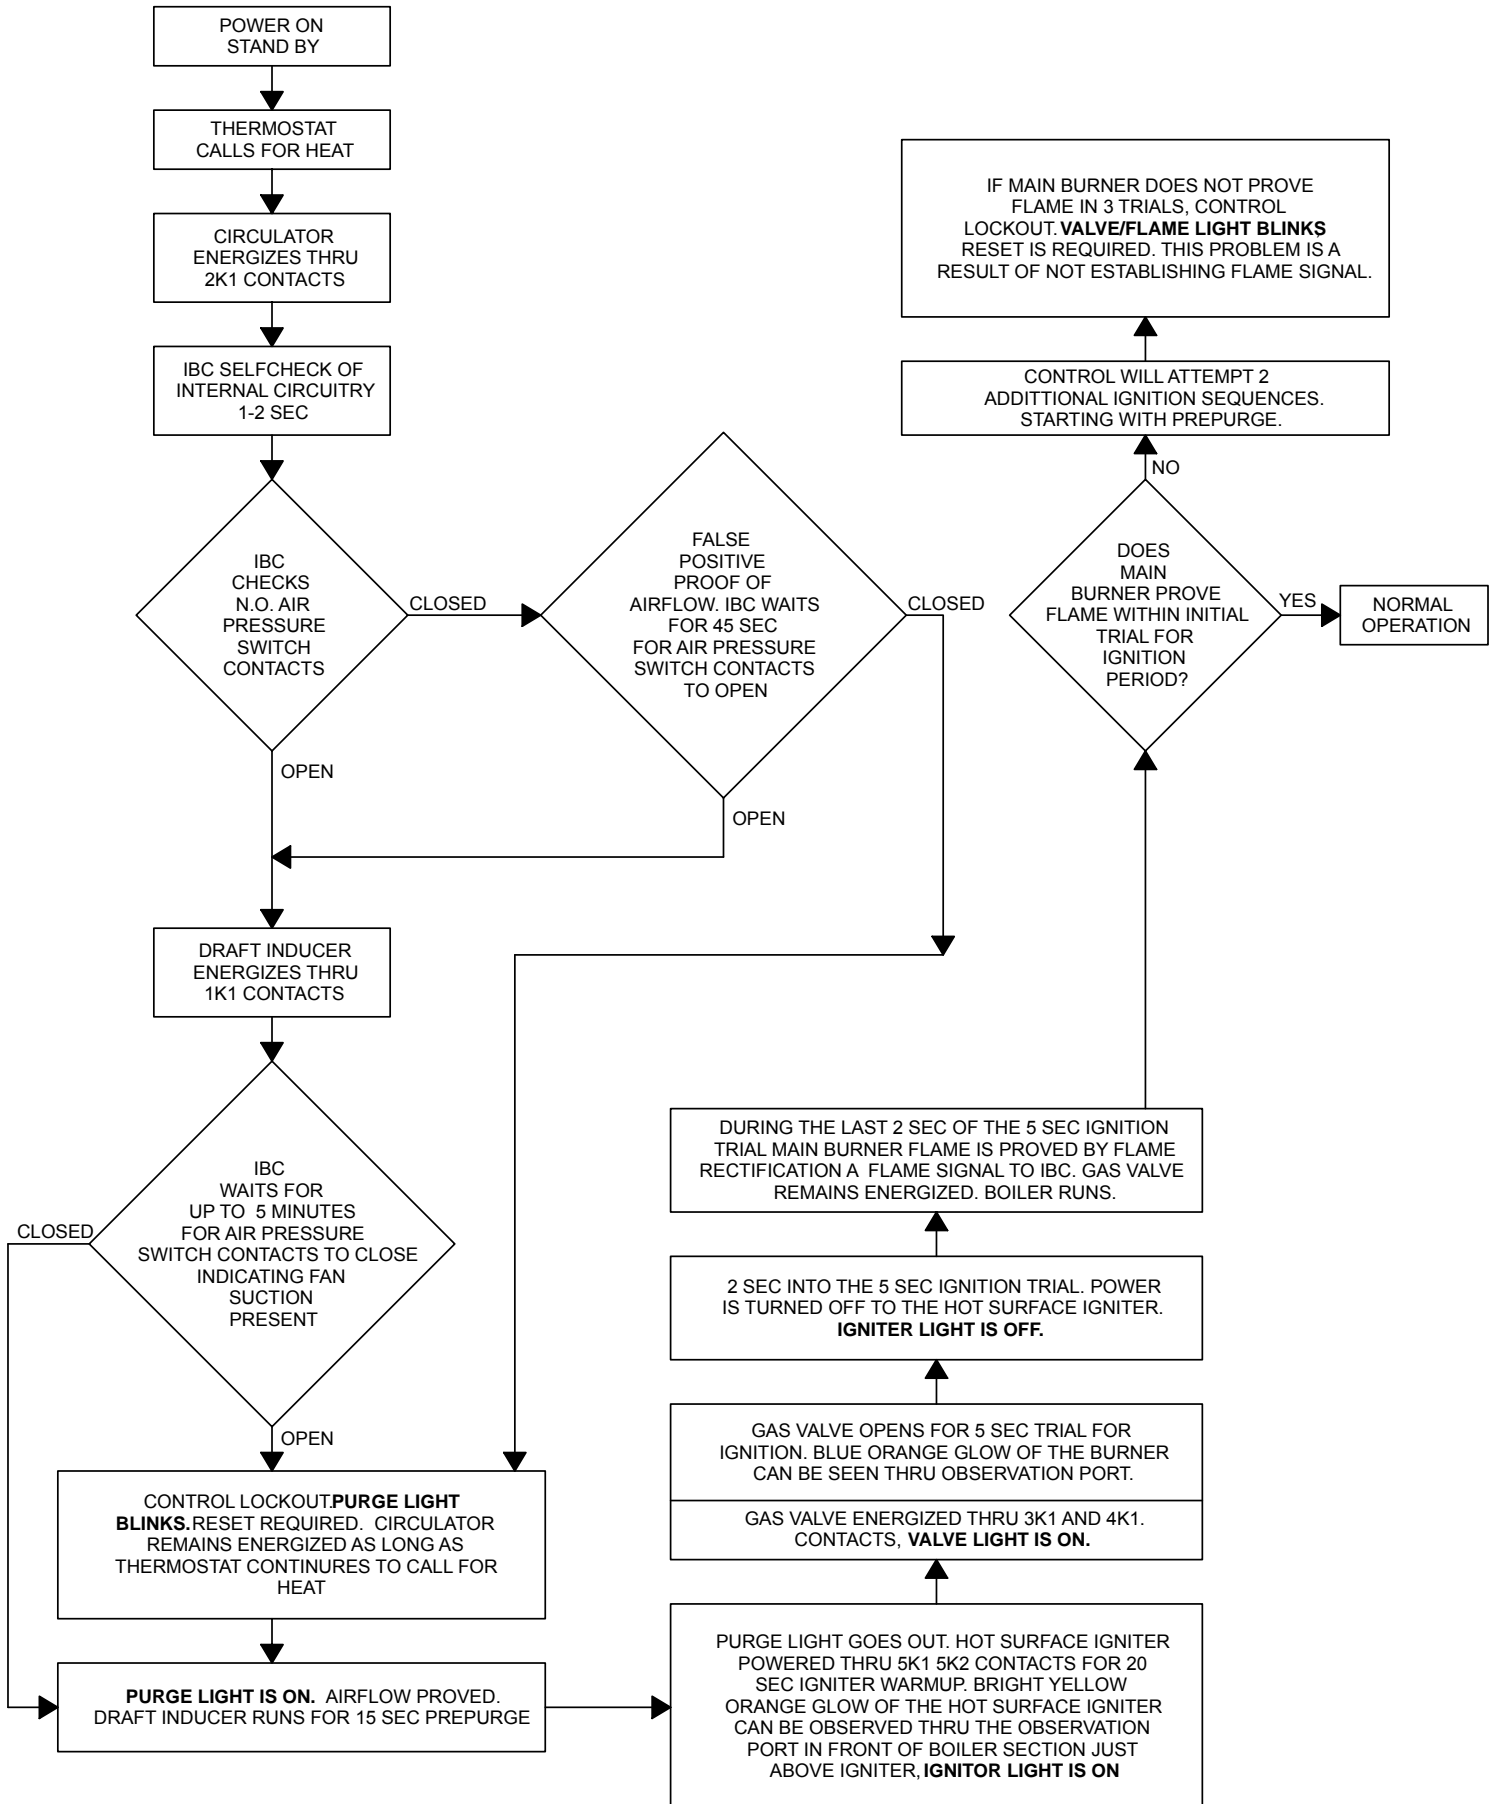 POWER ON
STAND BY
THERMOSTAT
CALLS FOR HEAT
CIRCULATOR
ENERGIZES THRU
2K1 CONTACTS
IBC SELFCHECK OF
INTERNAL CIRCUITRY
1-2 SEC
IBC
CHECKS
N.O. AIR
PRESSURE
SWITCH
CONTACTS
CLOSED
OPEN
FALSE
POSITIVE
PROOF OF
AIRFLOW. IBC WAITS
FOR 45 SEC
FOR AIR PRESSURE
SWITCH CONTACTS
TO OPEN
CLOSED
OPEN
DRAFT INDUCER
ENERGIZES THRU
1K1 CONTACTS
IBC
WAITS FOR
UP TO 5 MINUTES
FOR AIR PRESSURE
SWITCH CONTACTS TO CLOSE
INDICATING FAN
SUCTION
PRESENT
CLOSED
OPEN
CONTROL LOCKOUT.PURGE LIGHT
BLINKS.RESET REQUIRED. CIRCULATOR
REMAINS ENERGIZED AS LONG AS
THERMOSTAT CONTINURES TO CALL FOR
HEAT
PURGE LIGHT IS ON. AIRFLOW PROVED.
DRAFT INDUCER RUNS FOR 15 SEC PREPURGE
PURGE LIGHT GOES OUT. HOT SURFACE IGNITER
POWERED THRU 5K1 5K2 CONTACTS FOR 20
SEC IGNITER WARMUP. BRIGHT YELLOW
ORANGE GLOW OF THE HOT SURFACE IGNITER
CAN BE OBSERVED THRU THE OBSERVATION
PORT IN FRONT OF BOILER SECTION JUST
ABOVE IGNITER, IGNITOR LIGHT IS ON
GAS VALVE OPENS FOR 5 SEC TRIAL FOR
IGNITION. BLUE ORANGE GLOW OF THE BURNER
CAN BE SEEN THRU OBSERVATION PORT.
GAS VALVE ENERGIZED THRU 3K1 AND 4K1.
CONTACTS, VALVE LIGHT IS ON.
2 SEC INTO THE 5 SEC IGNITION TRIAL. POWER
IS TURNED OFF TO THE HOT SURFACE IGNITER.
IGNITER LIGHT IS OFF.
DURING THE LAST 2 SEC OF THE 5 SEC IGNITION
TRIAL MAIN BURNER FLAME IS PROVED BY FLAME
RECTIFICATION A FLAME SIGNAL TO IBC. GAS VALVE
REMAINS ENERGIZED. BOILER RUNS.
DOES
MAIN
BURNER PROVE
FLAME WITHIN INITIAL
TRIAL FOR
IGNITION
PERIOD?
YES
NORMAL
OPERATION
NO
CONTROL WILL ATTEMPT 2
ADDITTIONAL IGNITION SEQUENCES.
STARTING WITH PREPURGE.
IF MAIN BURNER DOES NOT PROVE
FLAME IN 3 TRIALS, CONTROL
LOCKOUT. VALVE/FLAME LIGHT BLINKS,
RESET IS REQUIRED. THIS PROBLEM IS A
RESULT OF NOT ESTABLISHING FLAME SIGNAL.